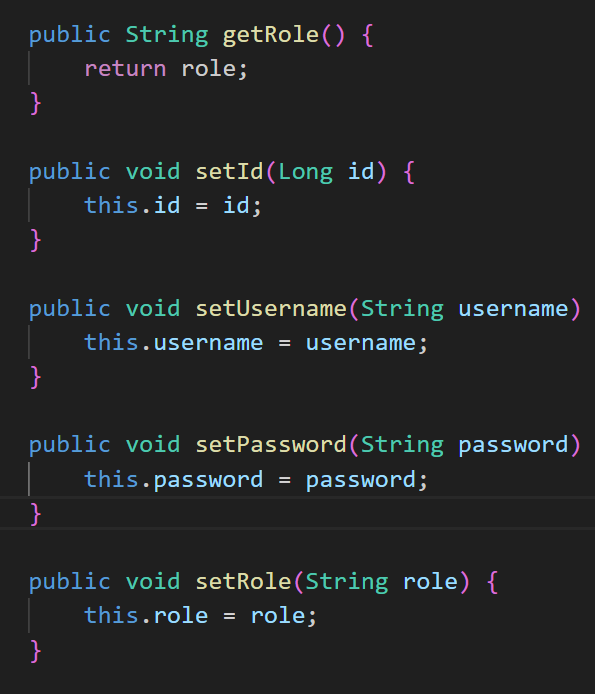 public String getRole() {
    return role;
}
public void setId(Long id) {
    this.id = id;
}
public void setUsername(String username)
    this.username = username;
}
public void setPassword(String password)
    this.password = password;
}
public void setRole(String role) {
    this.role = role;
}